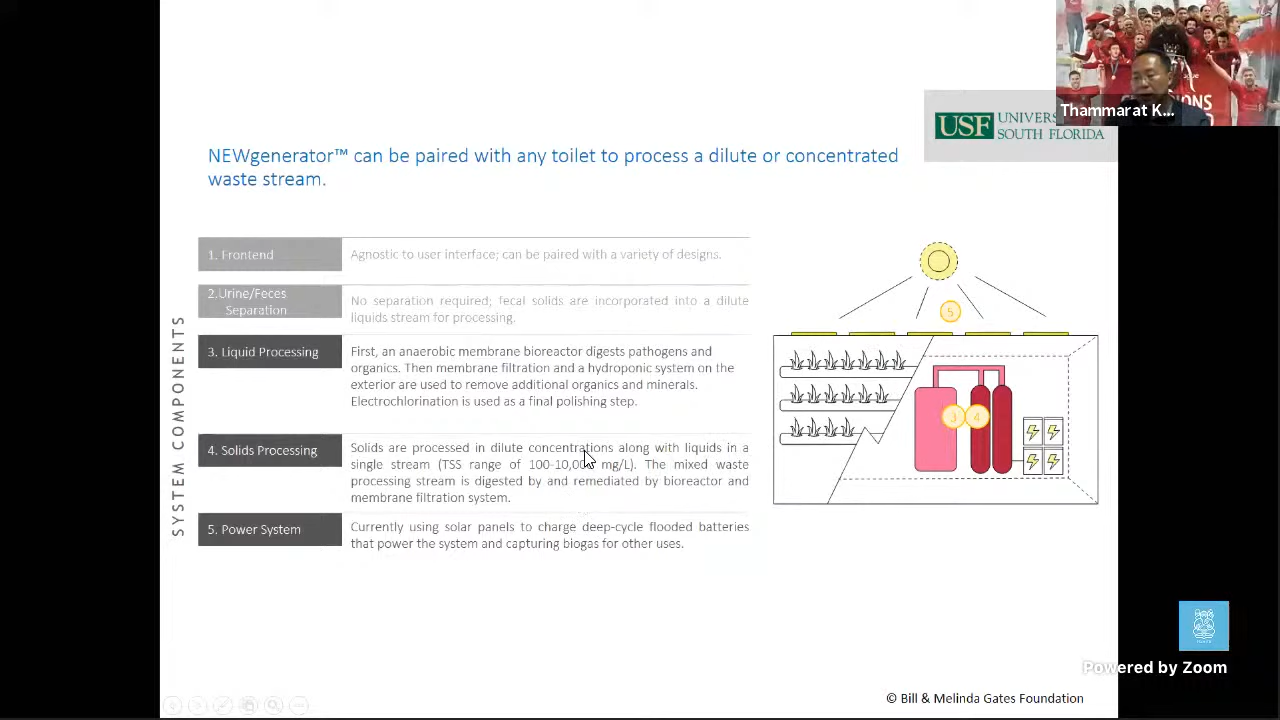 Thammarat K...
USF UNIVERS
SOUTH FLORIDA
NEWgenerator™ can be paired with any toilet to process a dilute or concentrated
waste stream.
SYSTEM COMPONENTS
1. Frontend
Agnostic to user interface; can be paired with a variety of designs.
2.Urine/Feces
Separation
No separation required; fecal solids are incorporated into a dilute
liquids stream for processing.
3. Liquid Processing
First, an anaerobic membrane bioreactor digests pathogens and
organics. Then membrane filtration and a hydroponic system on the
exterior are used to remove additional organics and minerals.
Electrochlorination is used as a final polishing step.
4. Solids Processing
Solids are processed in dilute concentrations along with liquids in a
single stream (TSS range of 100-10,00 mg/L). The mixed waste
processing stream is digested by and remediated by bioreactor and
membrane filtration system.
5. Power System
Currently using solar panels to charge deep-cycle flooded batteries
that power the system and capturing biogas for other uses.
5
3
4
Powered by Zoom
© Bill & Melinda Gates Foundation